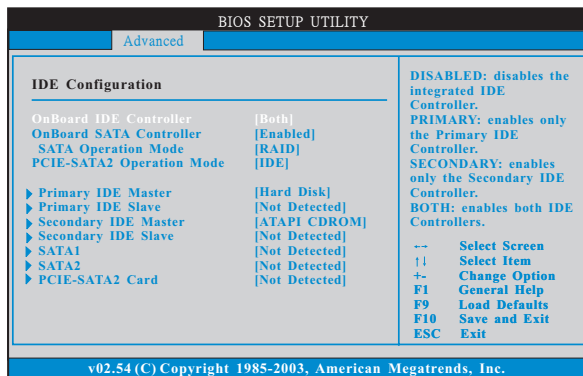 BIOS SETUP UTILITY
Advanced
IDE Configuration
OnBoard IDE Controller [Both]
OnBoard SATA Controller [Enabled]
SATA Operation Mode [RAID]
PCIE-SATA2 Operation Mode [IDE]
Primary IDE Master [Hard Disk]
Primary IDE Slave [Not Detected]
Secondary IDE Master [ATAPI CDROM]
Secondary IDE Slave [Not Detected]
SATA1 [Not Detected]
SATA2 [Not Detected]
PCIE-SATA2 Card [Not Detected]
DISABLED: disables the
integrated IDE
Controller.
PRIMARY: enables only
the Primary IDE
Controller.
SECONDARY: enables
only the Secondary IDE
Controller.
BOTH: enables both IDE
Controllers.
←→ Select Screen
↑↓ Select Item
+- Change Option
F1 General Help
F9 Load Defaults
F10 Save and Exit
ESC Exit
v02.54 (C) Copyright 1985-2003, American Megatrends, Inc.